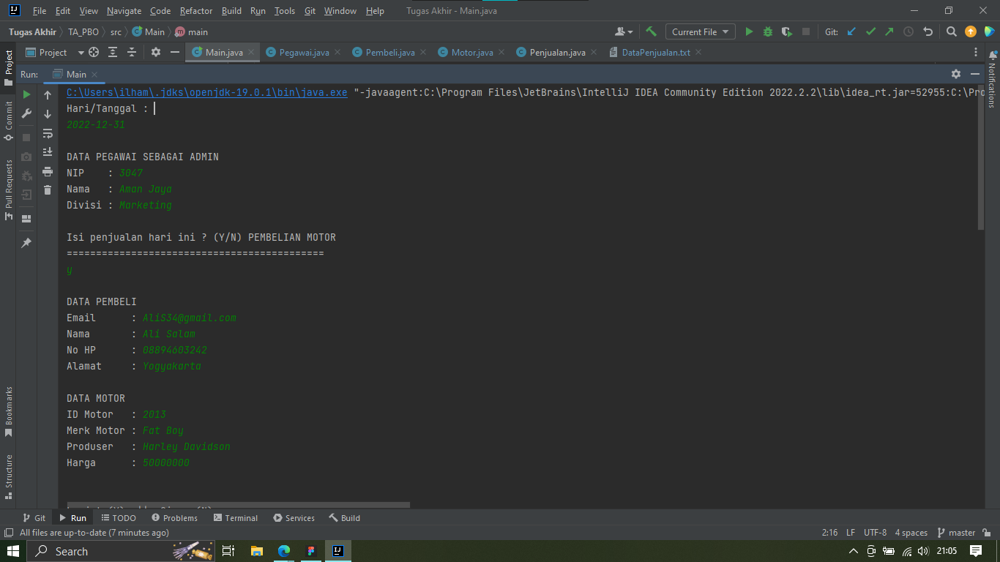 File Edit View Navigate Code Refactor Build Run Tools Git Window Help Tugas Akhir - Main.java
Tugas Akhir TA_PBO src Main main Current File Git:
Project Main.java Pegawai.java Pembeli.java Motor.java Penjualan.java DataPenjualan.txt
Run: Main
C:\Users\ilham\.jdks\openjdk-19.0.1\bin\java.exe "-javaagent:C:\Program Files\JetBrains\IntelliJ IDEA Community Edition 2022.2.2\lib\idea_rt.jar=52955:C:\Pro
Hari/Tanggal :
2022-12-31
DATA PEGAWAI SEBAGAI ADMIN
NIP : 3047
Nama : Aman Jaya
Divisi : Marketing
Isi penjualan hari ini ? (Y/N) PEMBELIAN MOTOR
============================================
y
DATA PEMBELI
Email : AliS34@gmail.com
Nama : Ali Salam
No HP : 08894603242
Alamat : Yogyakarta
DATA MOTOR
ID Motor : 2013
Merk Motor : Fat Boy
Produser : Harley Davidson
Harga : 50000000
Project
Commit
Pull Requests
Bookmarks
Structure
Notifications
Git Run TODO Problems Terminal Services Build
All files are up-to-date (7 minutes ago) 2:16 LF UTF-8 4 spaces master
Search 21:05